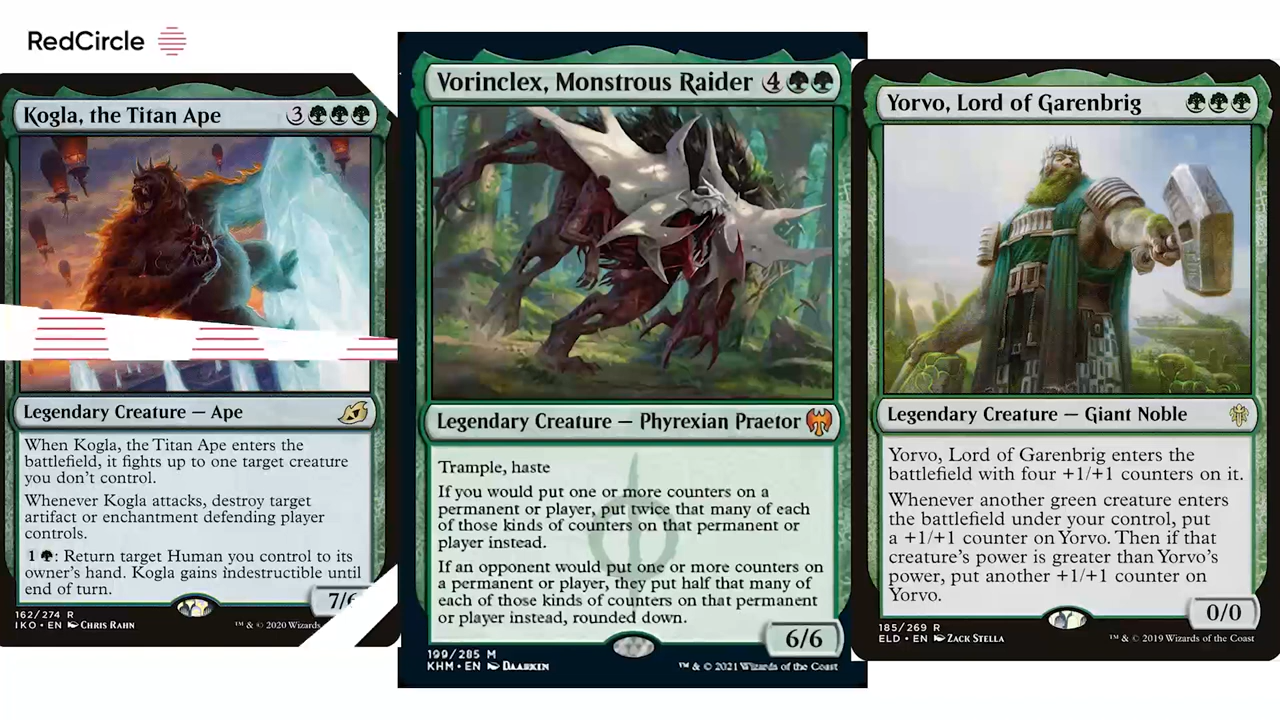 RedCircle
Kogla, the Titan Ape 3
Legendary Creature — Ape
When Kogla, the Titan Ape enters the
battlefield, it fights up to one target creature
you don't control.
Whenever Kogla attacks, destroy target
artifact or enchantment defending player
controls.
1 : Return target Human you control to its
owner's hand. Kogla gains indestructible until
end of turn.
7/6
162/274 R
IKO • EN Chris Rahn
™ & © 2020 Wizards
Vorinclex, Monstrous Raider 4
Legendary Creature — Phyrexian Praetor
Trample, haste
If you would put one or more counters on a
permanent or player, put twice that many of each
of those kinds of counters on that permanent or
player instead.
If an opponent would put one or more counters on
a permanent or player, they put half that many of
each of those kinds of counters on that permanent
or player instead, rounded down.
6/6
199/285 M
KHM • EN Daarken
™ & © 2021 Wizards of the Coast
Yorvo, Lord of Garenbrig
Legendary Creature — Giant Noble
Yorvo, Lord of Garenbrig enters the
battlefield with four +1/+1 counters on it.
Whenever another green creature enters
the battlefield under your control, put
a +1/+1 counter on Yorvo. Then if that
creature's power is greater than Yorvo's
power, put another +1/+1 counter on
Yorvo.
0/0
185/269 R
ELD • EN Zack Stella
™ & © 2019 Wizards of the Coast